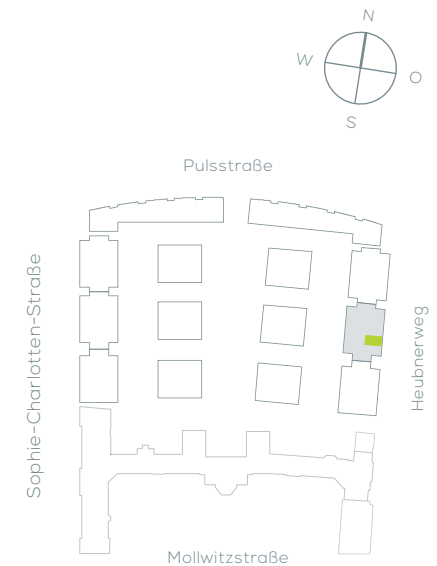 N
W
O
S
Pulsstraße
Sophie-Charlotten-Straße
Heubnerweg
Mollwitzstraße